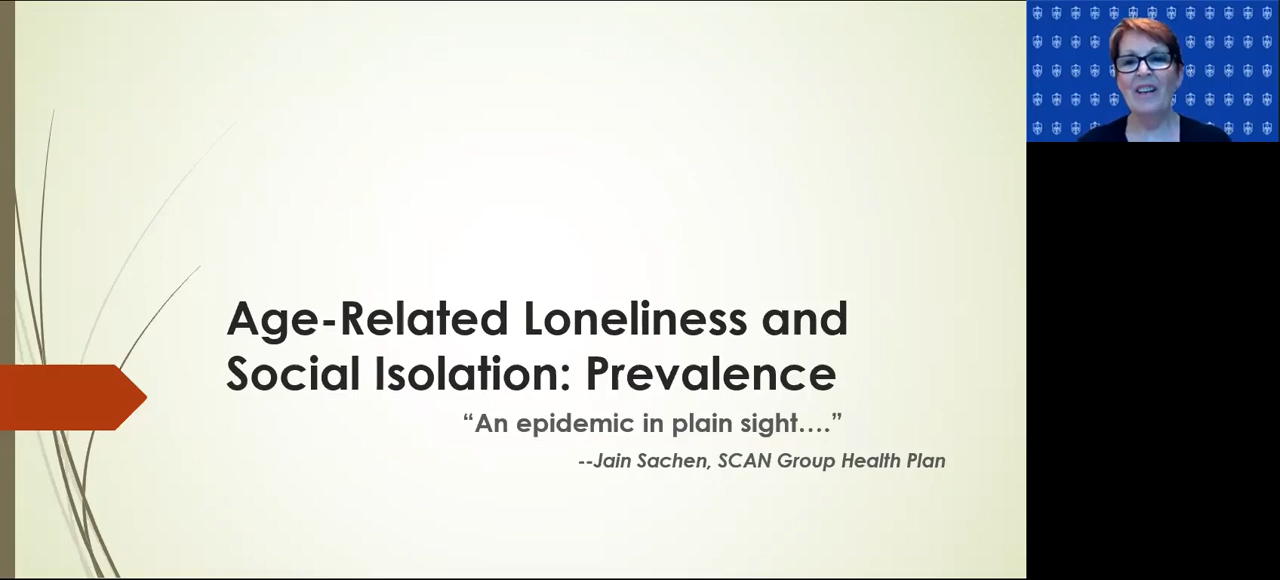 Age-Related Loneliness and
Social Isolation: Prevalence
“An epidemic in plain sight....”
--Jain Sachen, SCAN Group Health Plan